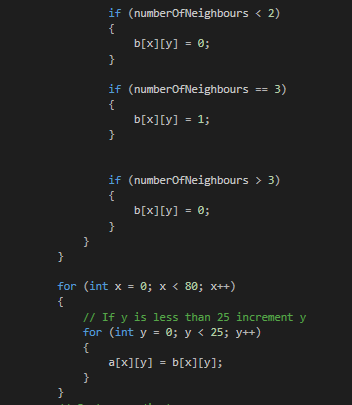 if (numberOfNeighbours < 2)
{
b[x][y] = 0;
}
if (numberOfNeighbours == 3)
{
b[x][y] = 1;
}
if (numberOfNeighbours > 3)
{
b[x][y] = 0;
}
}
}
for (int x = 0; x < 80; x++)
{
// If y is less than 25 increment y
for (int y = 0; y < 25; y++)
{
a[x][y] = b[x][y];
}
}